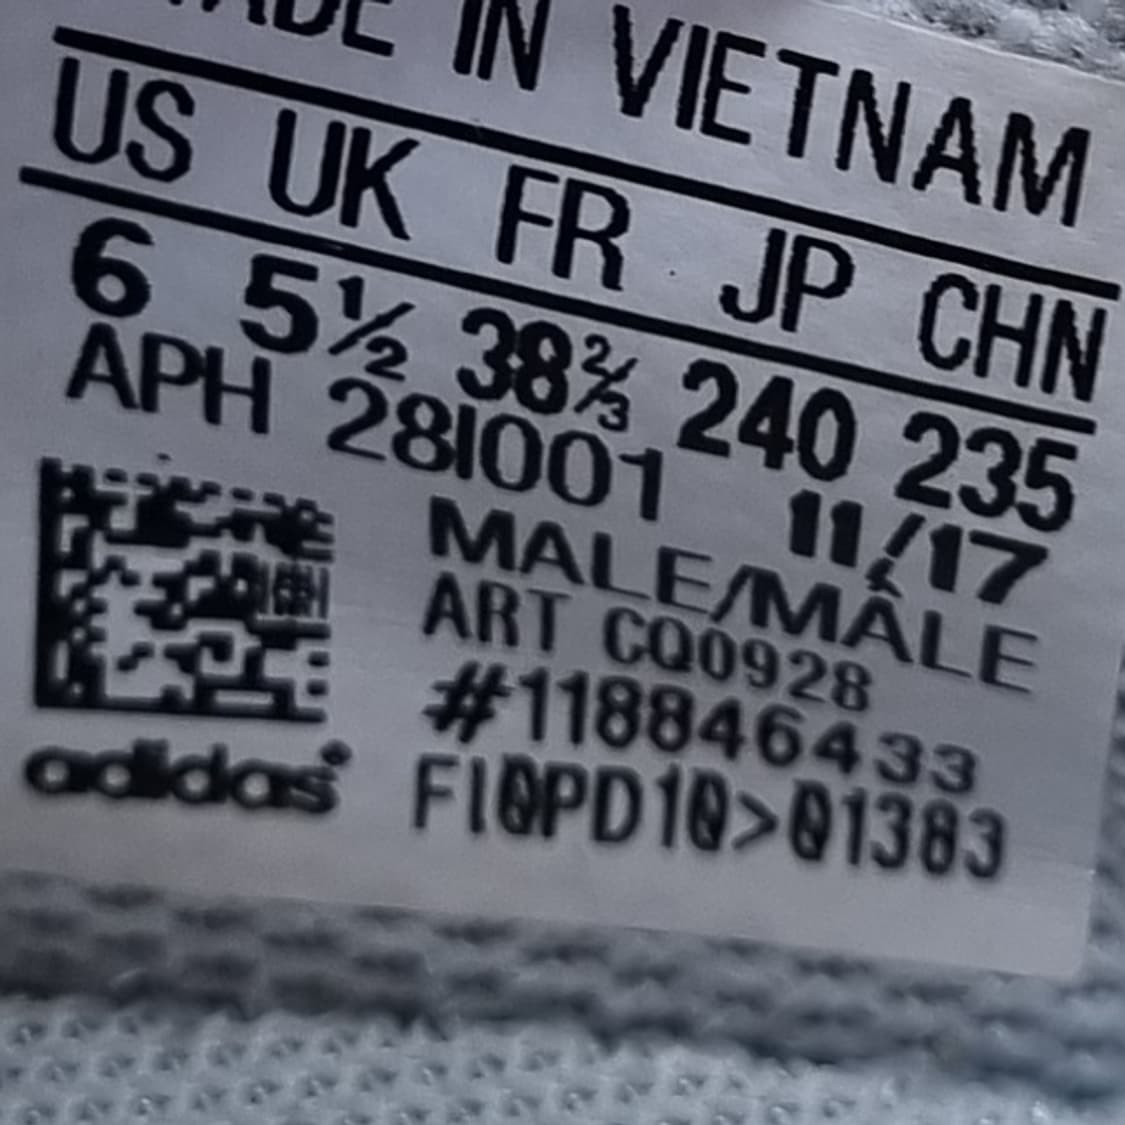 MADE IN VIETNAM
US UK FR JP CHN
6 5½ 38⅔ 240 235
APH 281001 11/17
MALE/MÂLE
ART CQ0928
#118846433
F10PD10>01383
adidas